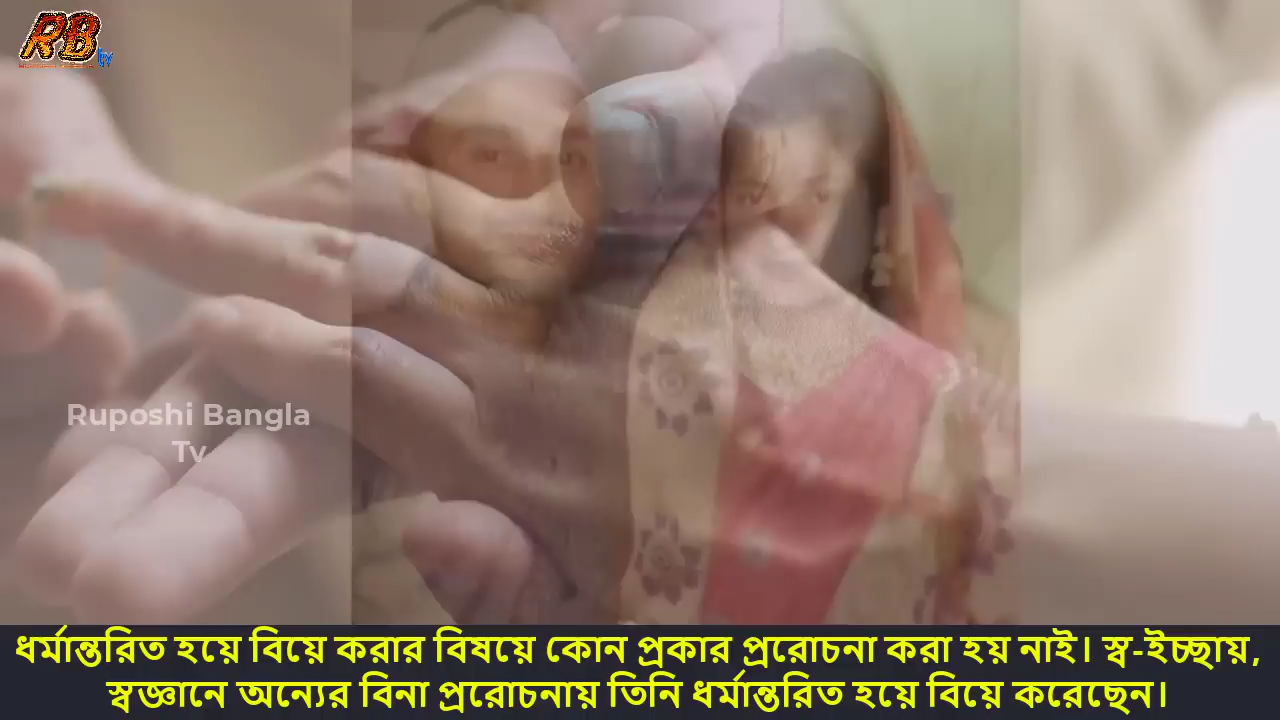 RB
tv
Ruposhi Bangla
Tv
ধর্মান্তরিত হয়ে বিয়ে করার বিষয়ে কোন প্রকার প্ররোচনা করা হয় নাই। স্ব-ইচ্ছায়,
স্বজ্ঞানে অন্যের বিনা প্ররোচনায় তিনি ধর্মান্তরিত হয়ে বিয়ে করেছেন।